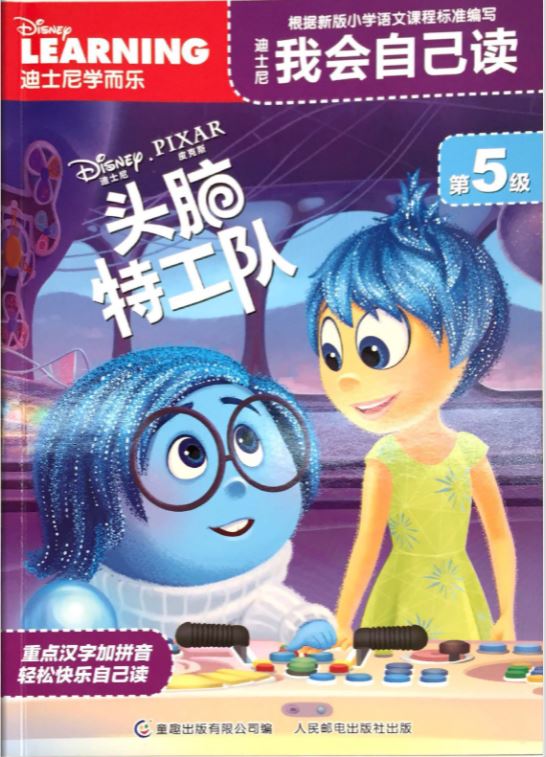 Disney
LEARNING
迪士尼学而乐
根据新版小学语文课程标准编写
迪士尼
我会自己读
Disney · PIXAR
迪士尼 皮克斯
头脑
特工队
第5级
重点汉字加拼音
轻松快乐自己读
童趣出版有限公司编 人民邮电出版社出版